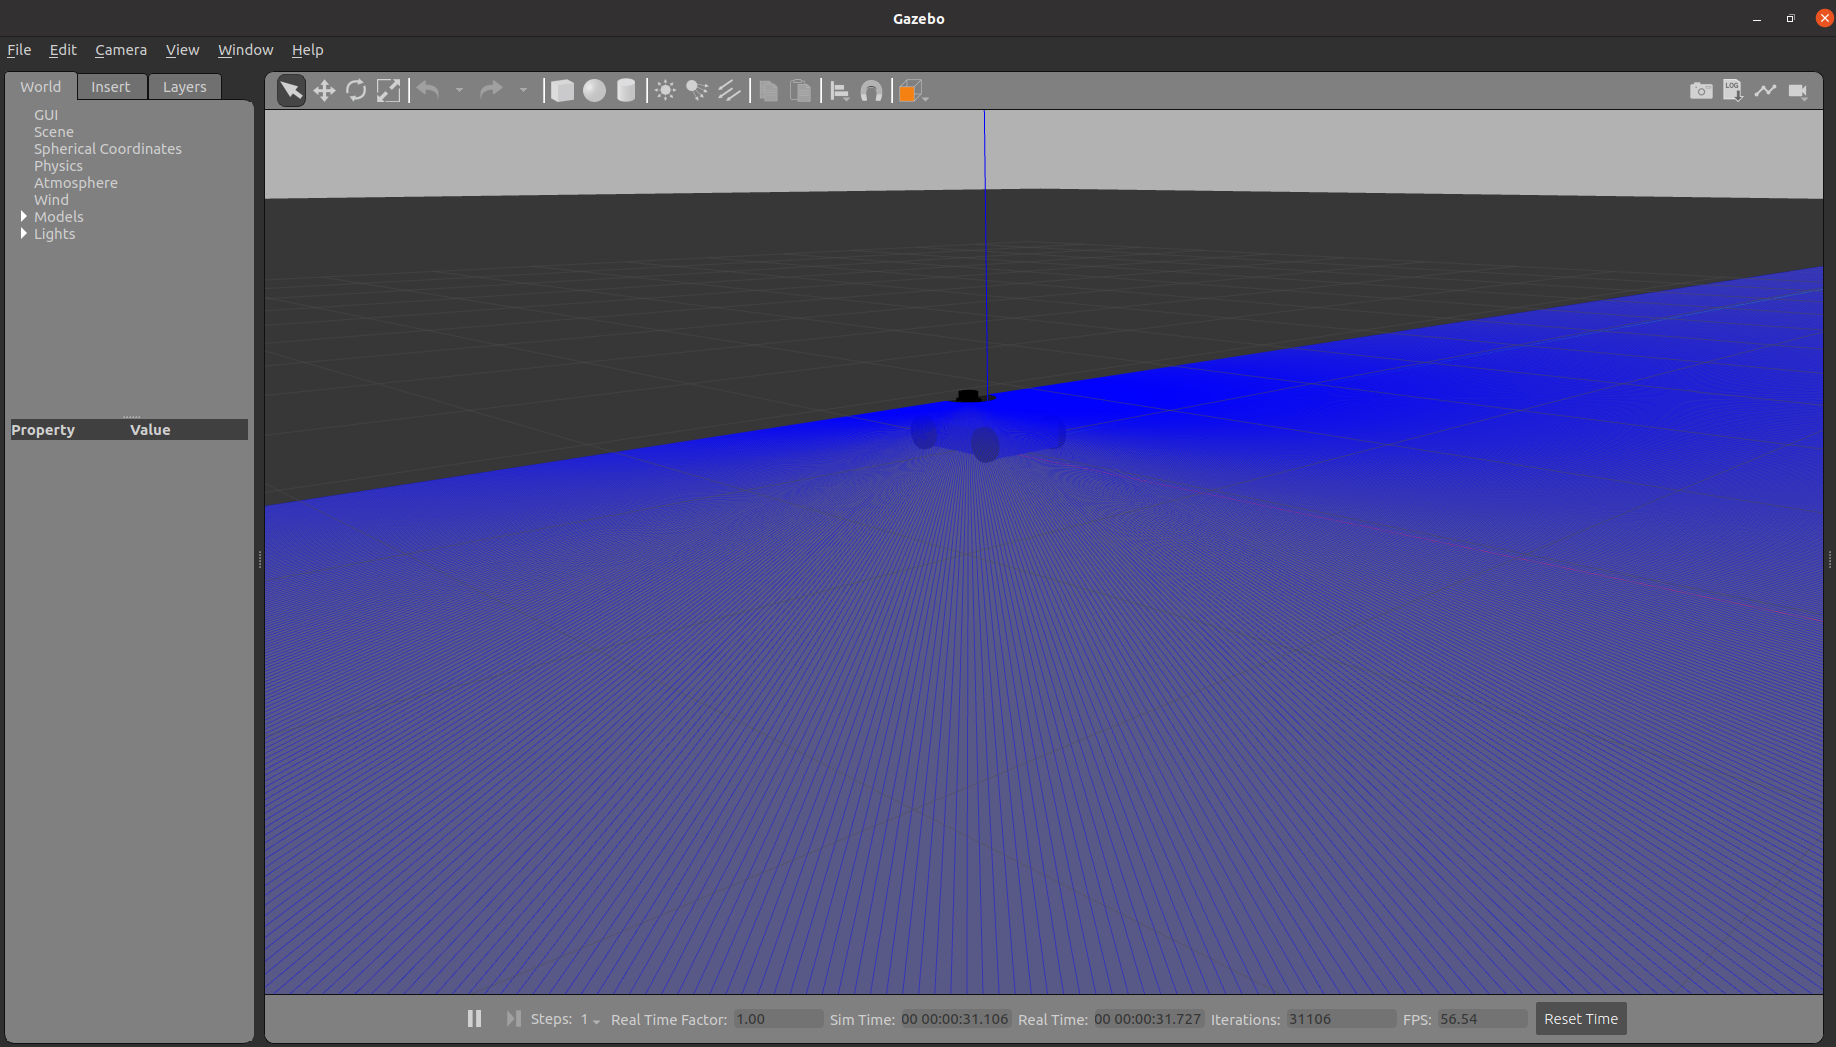 Gazebo
File Edit Camera View Window Help
World Insert Layers
LOG
GUI
Scene
Spherical Coordinates
Physics
Atmosphere
Wind
Models
Lights
Property Value
Steps: 1 Real Time Factor: 1.00 Sim Time: 00 00:00:31.106 Real Time: 00 00:00:31.727 Iterations: 31106 FPS: 56.54 Reset Time